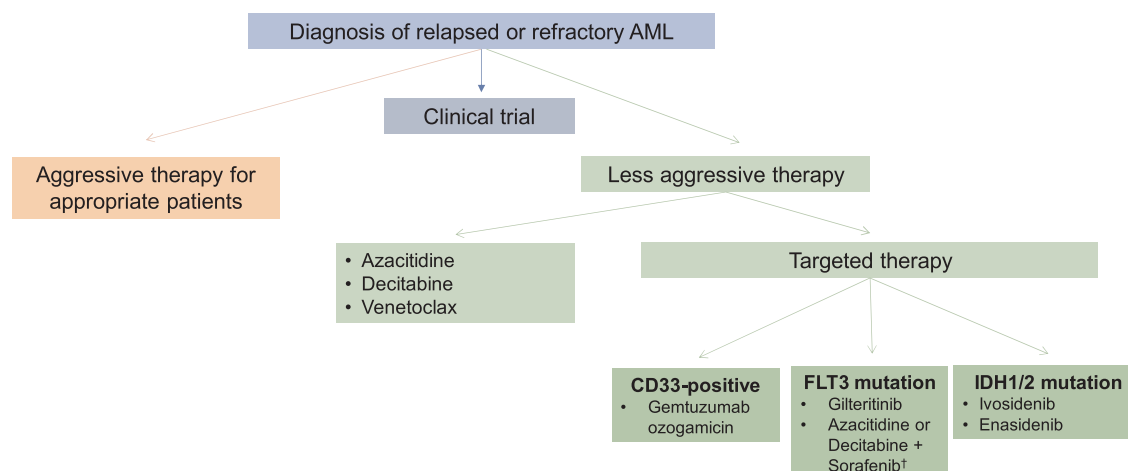 Diagnosis of relapsed or refractory AML
Clinical trial
Aggressive therapy for
appropriate patients
Less aggressive therapy
• Azacitidine
• Decitabine
• Venetoclax
Targeted therapy
CD33-positive
• Gemtuzumab
ozogamicin
FLT3 mutation
• Gilteritinib
• Azacitidine or
Decitabine +
Sorafenib†
IDH1/2 mutation
• Ivosidenib
• Enasidenib